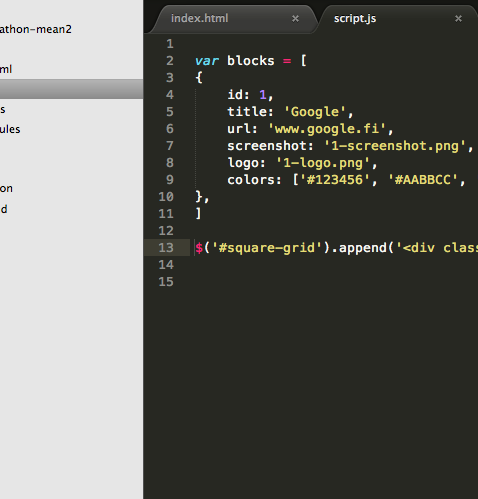 athon-mean2
ml
s
ules
on
d
index.html × script.js ×
1
2 var blocks = [
3 {
4 id: 1,
5 title: 'Google',
6 url: 'www.google.fi',
7 screenshot: '1-screenshot.png',
8 logo: '1-logo.png',
9 colors: ['#123456', '#AABBCC',
10 },
11 ]
12
13 $('#square-grid').append('<div clas
14
15